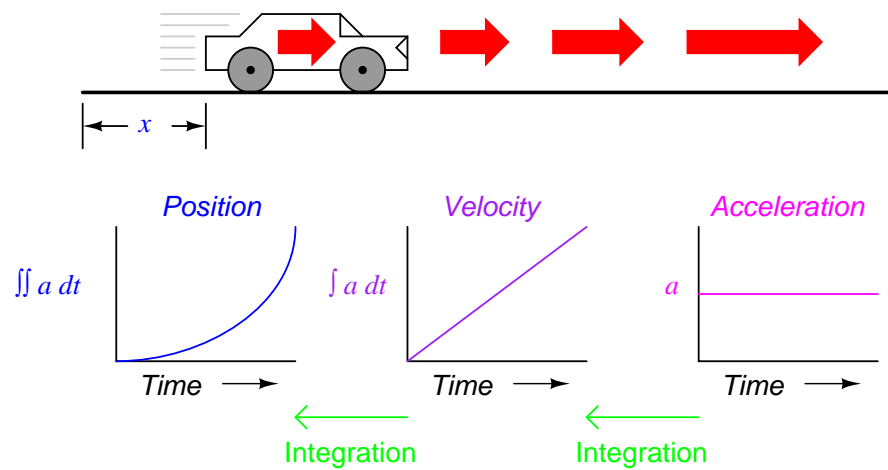 x
Position
Velocity
Acceleration
∫∫ a dt
∫ a dt
a
Time
Time
Time
Integration
Integration